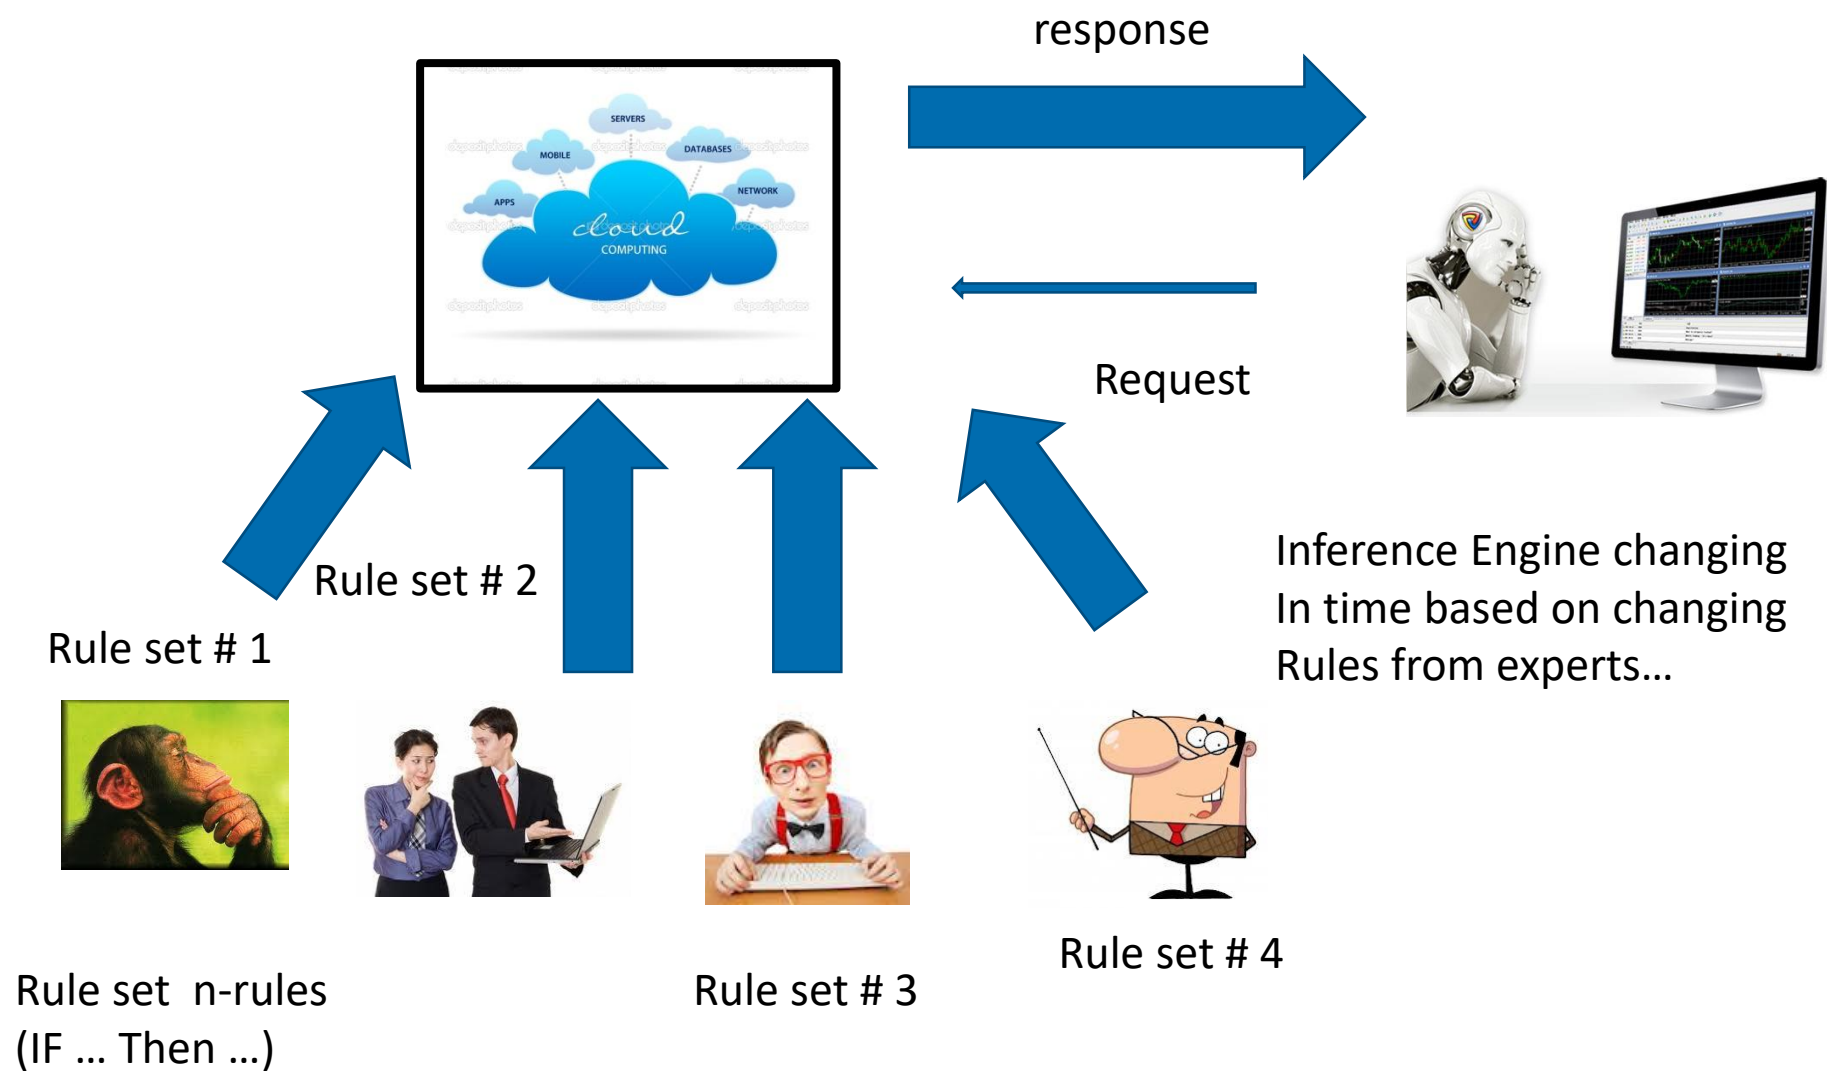 response
SERVERS
MOBILE
DATABASES
APPS
NETWORK
cloud
COMPUTING
Request
Inference Engine changing
In time based on changing
Rules from experts...
Rule set # 2
Rule set # 1
Rule set # 4
Rule set n-rules
(IF ... Then ...)
Rule set # 3